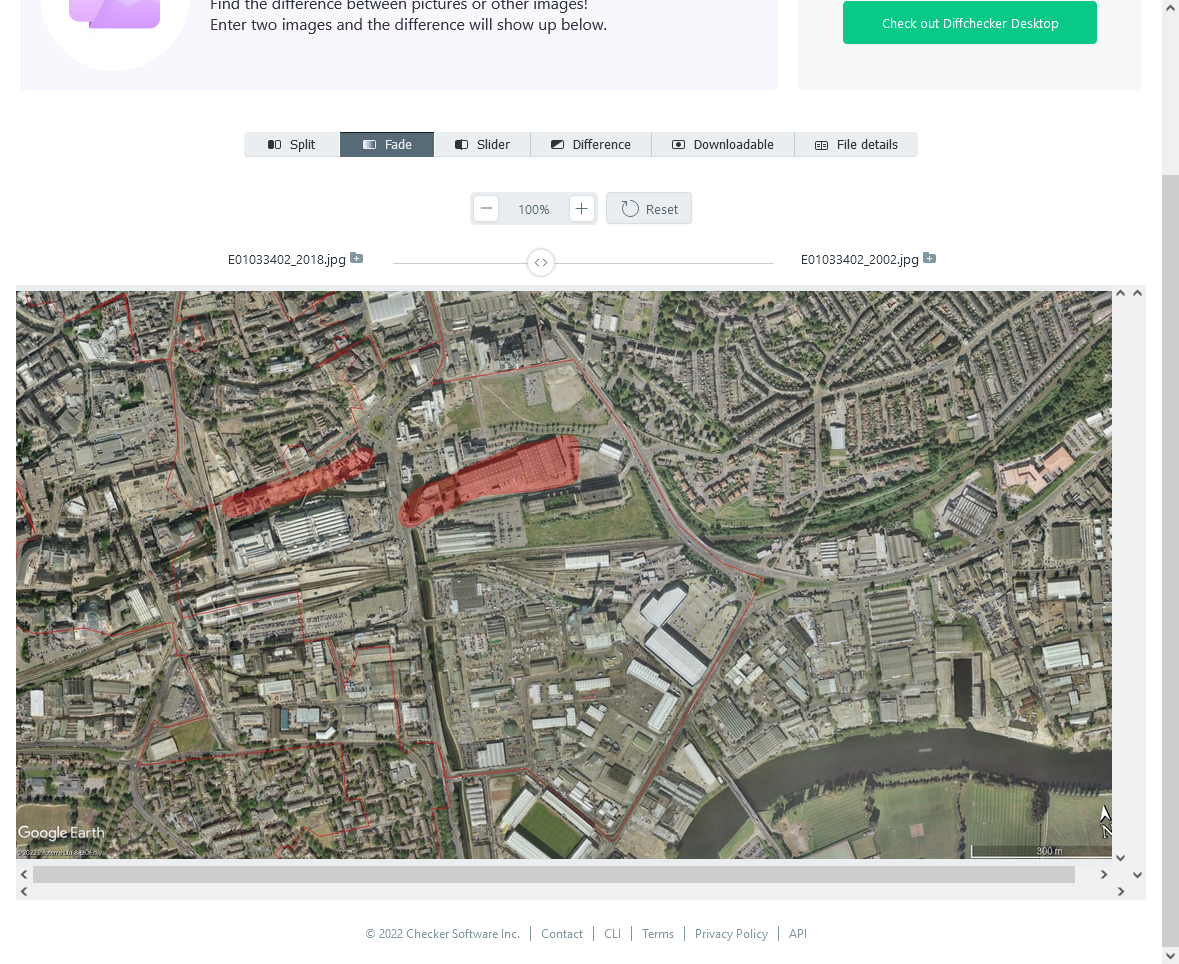 Find the difference between pictures or other images!
Enter two images and the difference will show up below.
Check out Diffchecker Desktop
Split
Fade
Slider
Difference
Downloadable
File details
100%
Reset
E01033402_2018.jpg
E01033402_2002.jpg
Google Earth
N
300 m
© 2022 Checker Software Inc.
Contact
CLI
Terms
Privacy Policy
API